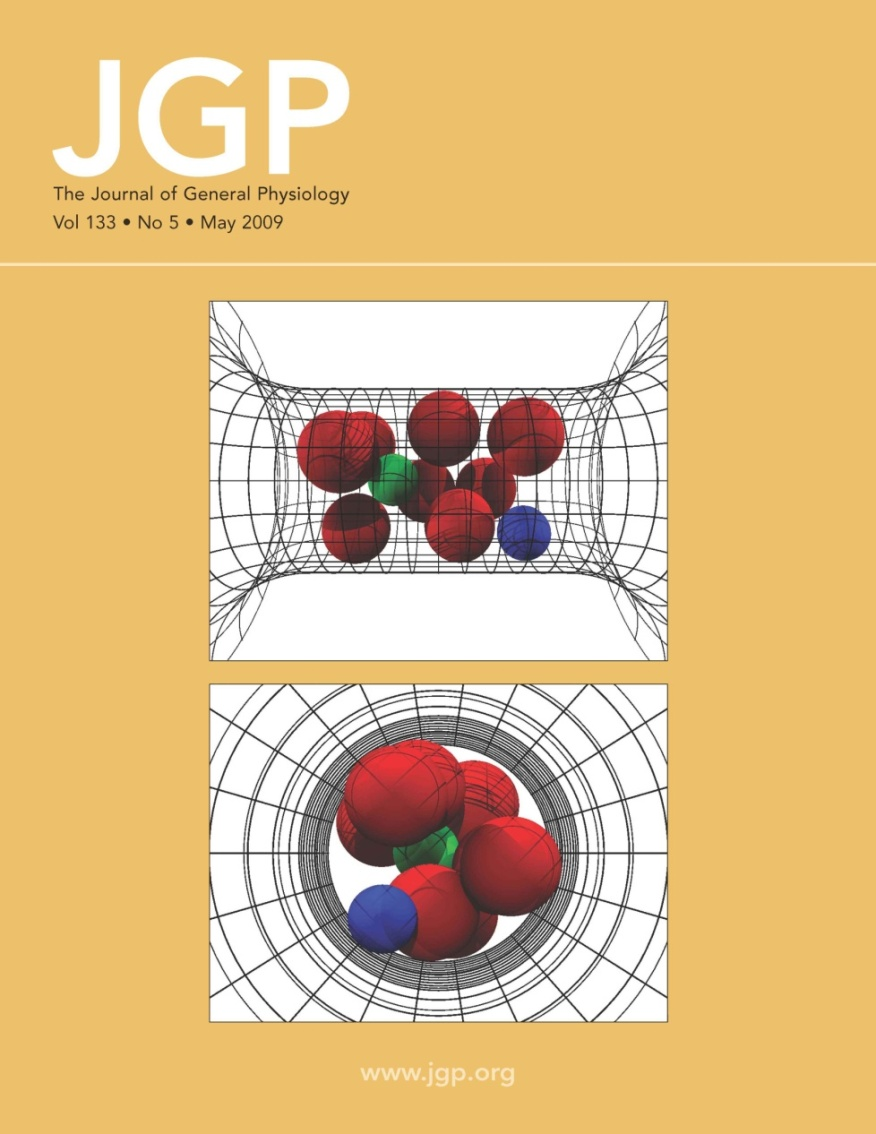 JGP
The Journal of General Physiology
Vol 133 • No 5 • May 2009
www.jgp.org